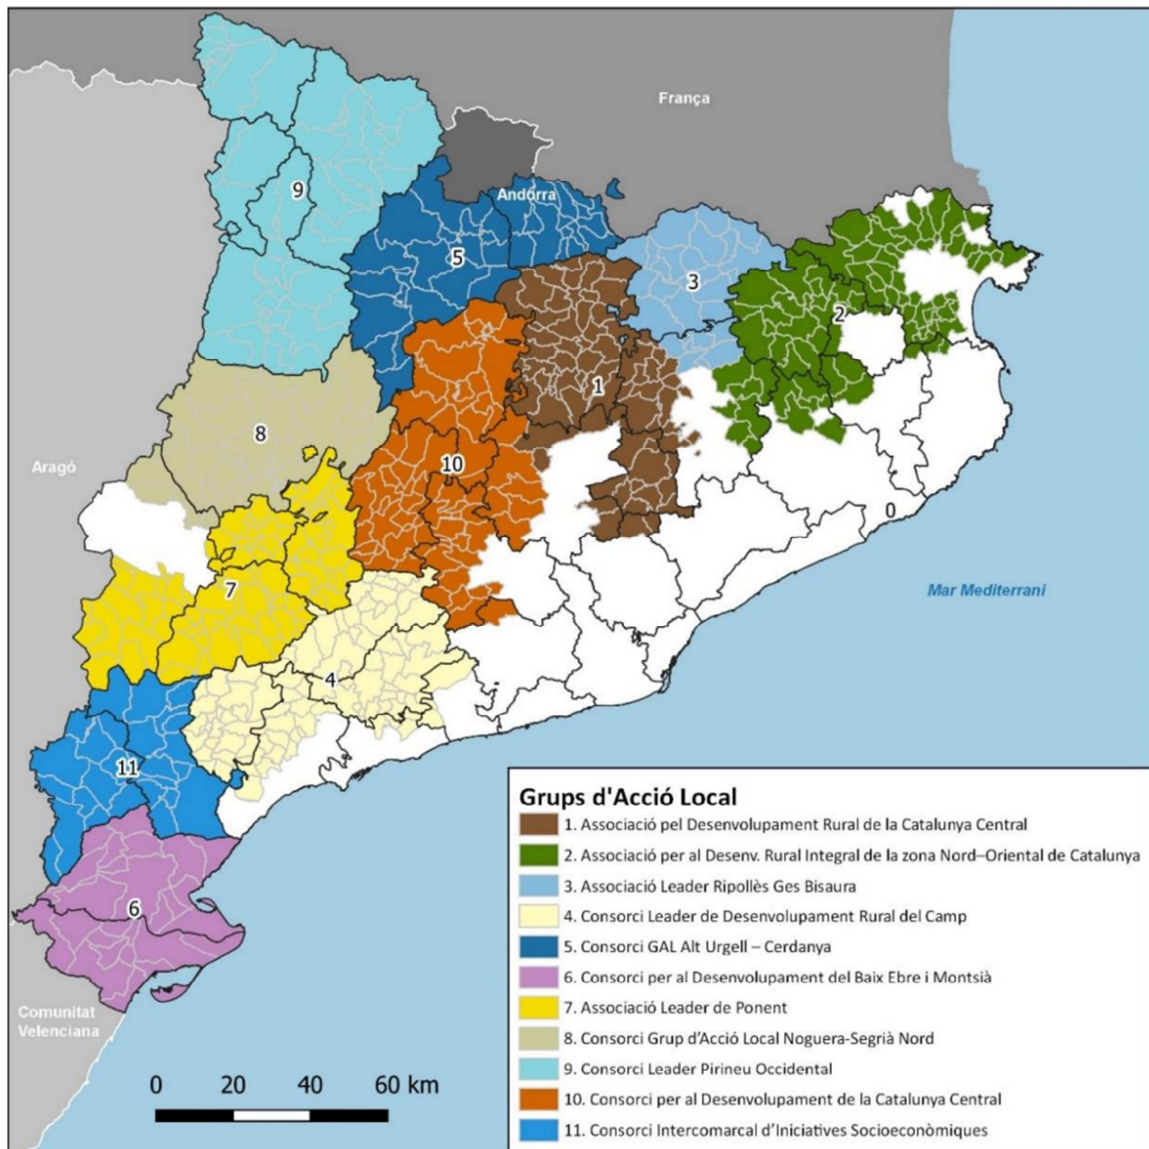 França
Andorra
9
5
3
2
1
8
10
Aragó
0
7
Mar Mediterrani
4
11
6
Comunitat
Velenciana
0 20 40 60 km
Grups d'Acció Local
1. Associació pel Desenvolupament Rural de la Catalunya Central
2. Associació per al Desenv. Rural Integral de la zona Nord–Oriental de Catalunya
3. Associació Leader Ripollès Ges Bisaura
4. Consorci Leader de Desenvolupament Rural del Camp
5. Consorci GAL Alt Urgell – Cerdanya
6. Consorci per al Desenvolupament del Baix Ebre i Montsià
7. Associació Leader de Ponent
8. Consorci Grup d’Acció Local Noguera-Segrià Nord
9. Consorci Leader Pirineu Occidental
10. Consorci per al Desenvolupament de la Catalunya Central
11. Consorci Intercomarcal d’Iniciatives Socioeconòmiques